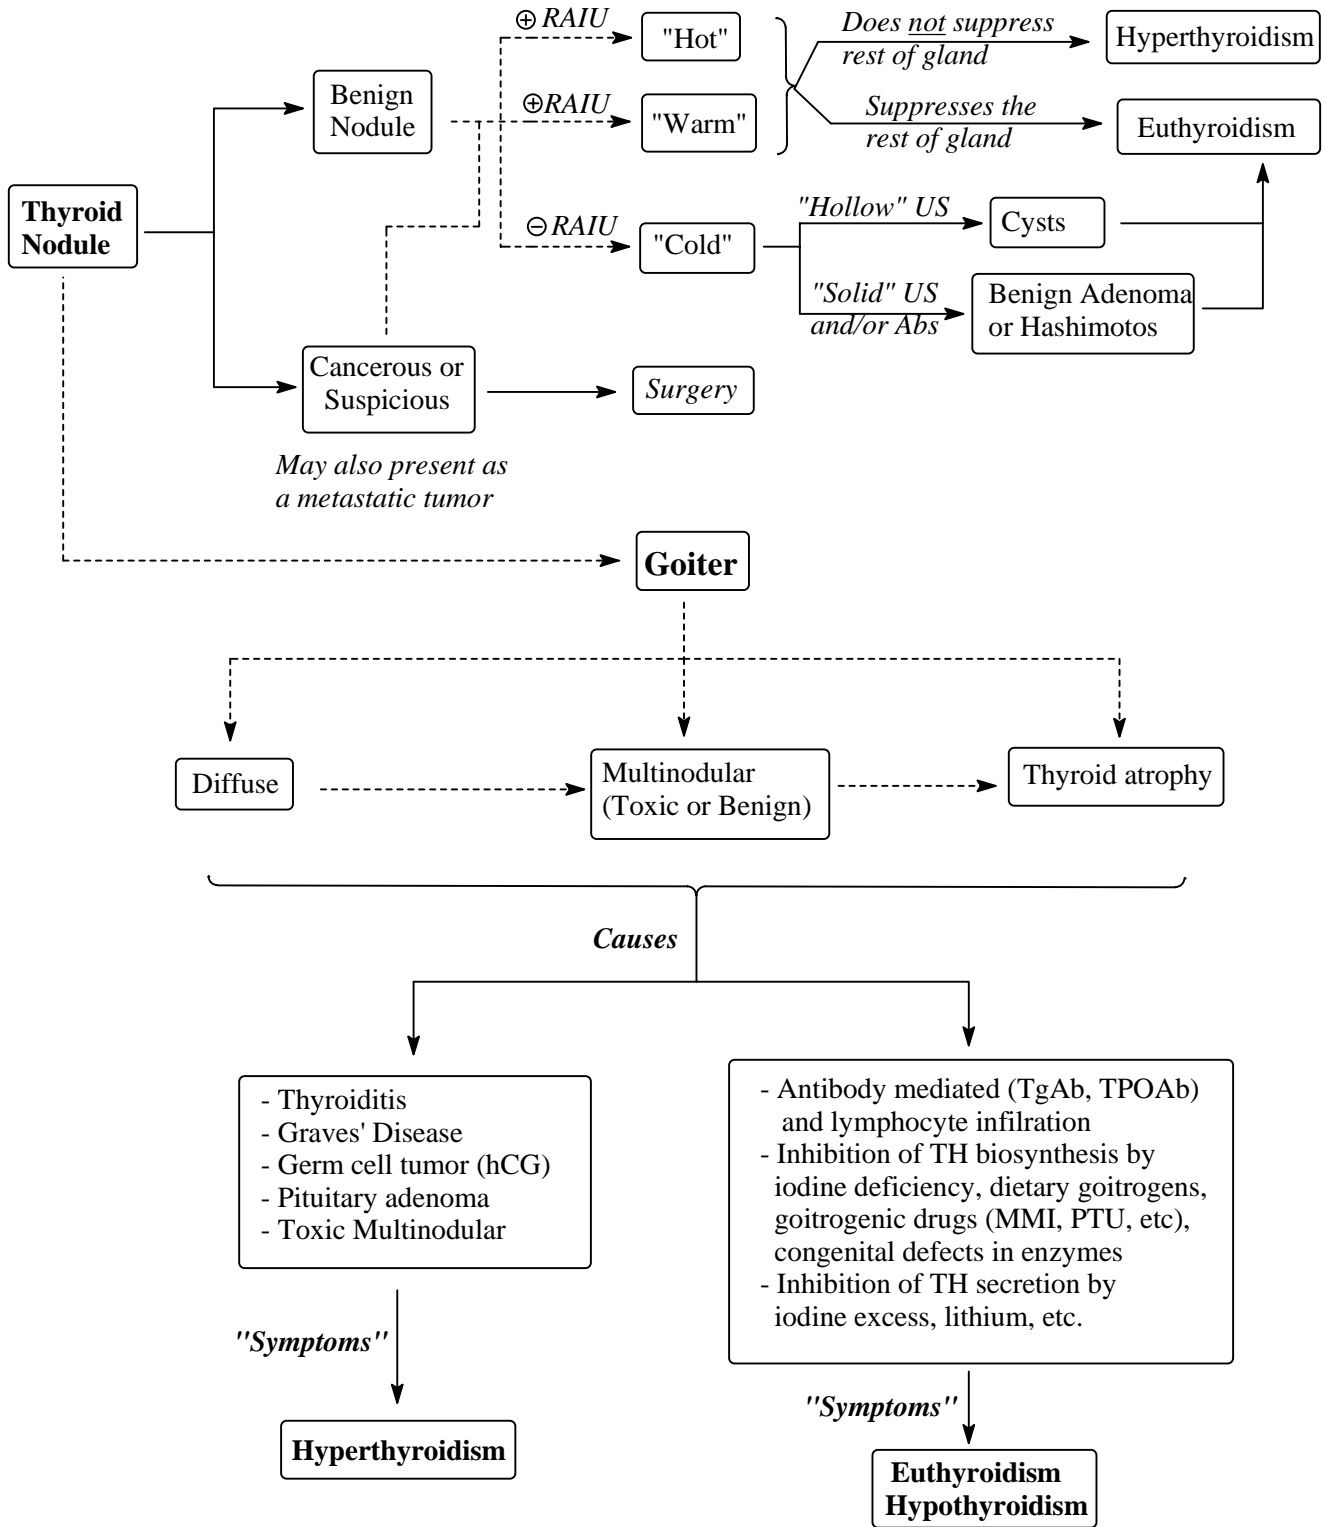 ⊕ RAIU
"Hot"
Does not suppress
rest of gland
Hyperthyroidism
Benign
Nodule
⊕RAIU
"Warm"
Suppresses the
rest of gland
Euthyroidism
Thyroid
Nodule
⊖ RAIU
"Cold"
"Hollow" US
Cysts
"Solid" US
and/or Abs
Benign Adenoma
or Hashimotos
Cancerous or
Suspicious
Surgery
May also present as
a metastatic tumor
Goiter
Diffuse
Multinodular
(Toxic or Benign)
Thyroid atrophy
Causes
- Thyroiditis
- Graves' Disease
- Germ cell tumor (hCG)
- Pituitary adenoma
- Toxic Multinodular
- Antibody mediated (TgAb, TPOAb)
and lymphocyte infilration
- Inhibition of TH biosynthesis by
iodine deficiency, dietary goitrogens,
goitrogenic drugs (MMI, PTU, etc),
congenital defects in enzymes
- Inhibition of TH secretion by
iodine excess, lithium, etc.
"Symptoms"
Hyperthyroidism
"Symptoms"
Euthyroidism
Hypothyroidism